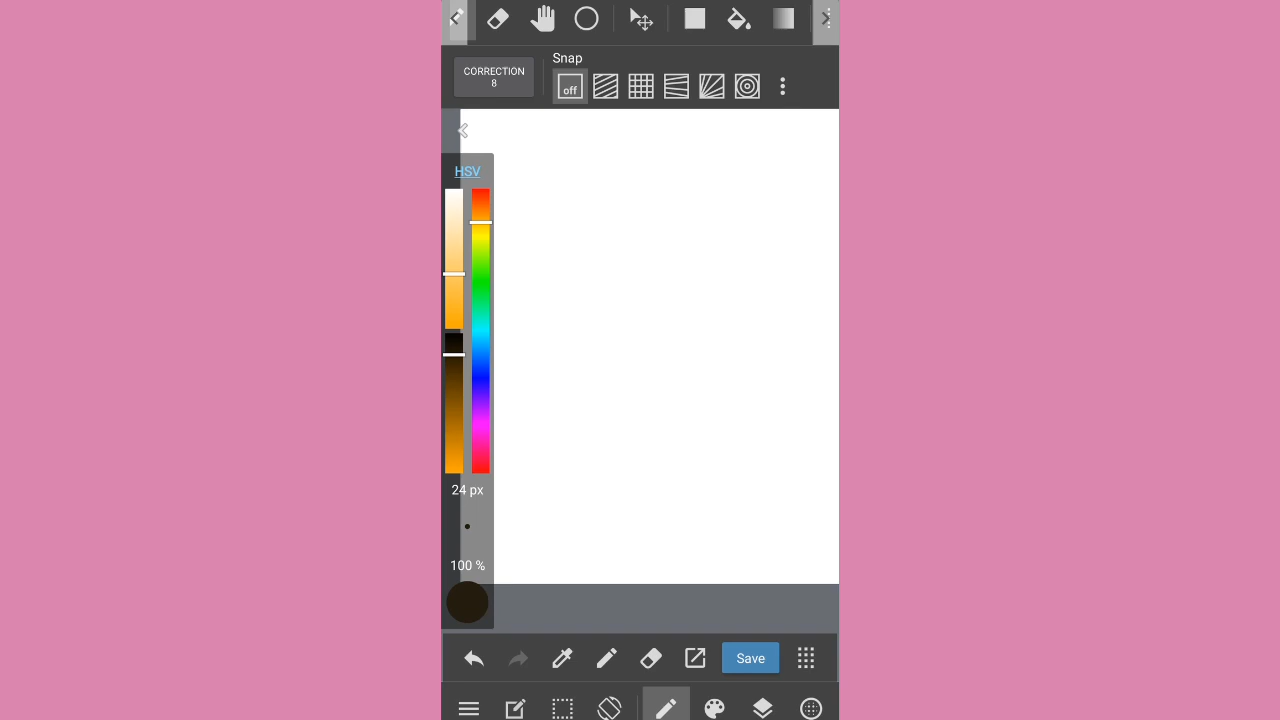 Snap
CORRECTION
8
off
HSV
24 px
100 %
Save